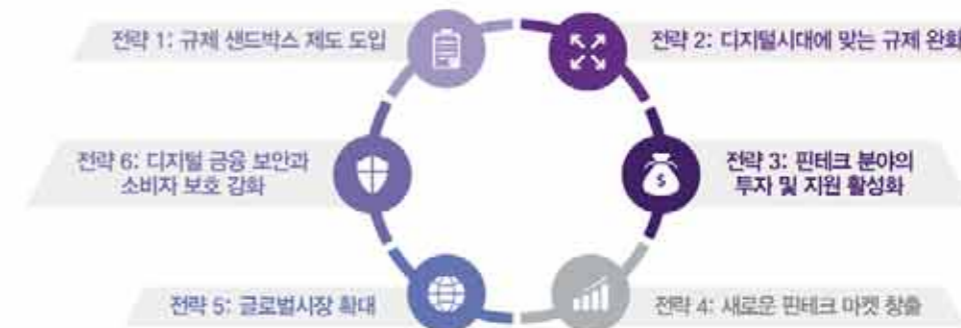 전략 1: 규제 샌드박스 제도 도입
전략 2: 디지털시대에 맞는 규제 완화
전략 3: 핀테크 분야의
투자 및 지원 활성화
전략 4: 새로운 핀테크 마켓 창출
전략 5: 글로벌시장 확대
전략 6: 디지털 금융 보안과
소비자 보호 강화